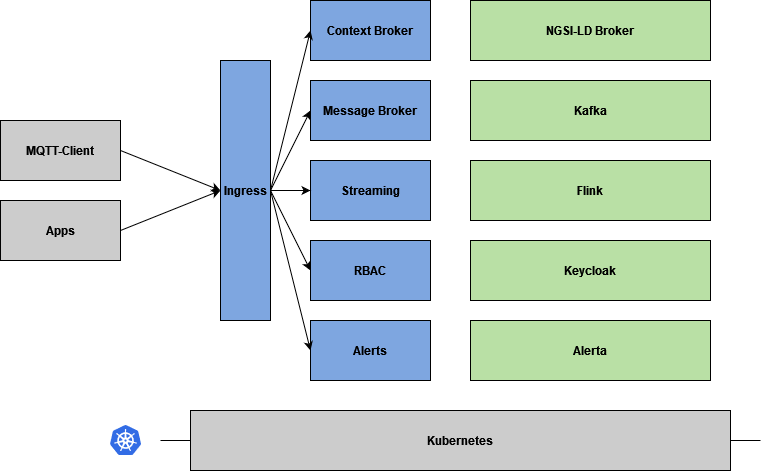 Context Broker
NGSI-LD Broker
Message Broker
Kafka
MQTT-Client
Ingress
Streaming
Flink
Apps
RBAC
Keycloak
Alerts
Alerta
Kubernetes